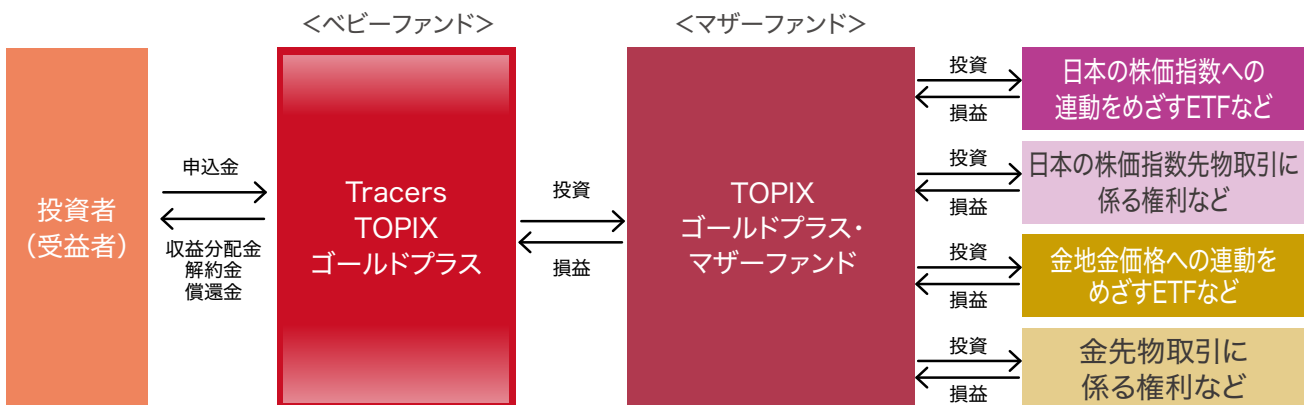 <ベビーファンド>
<マザーファンド>
投資者
（受益者）
申込金
収益分配金
解約金
償還金
Tracers
TOPIX
ゴールドプラス
投資
損益
TOPIX
ゴールドプラス・
マザーファンド
投資
損益
日本の株価指数への
連動をめざすETFなど
投資
損益
日本の株価指数先物取引に
係る権利など
投資
損益
金地金価格への連動を
めざすETFなど
投資
損益
金先物取引に
係る権利など